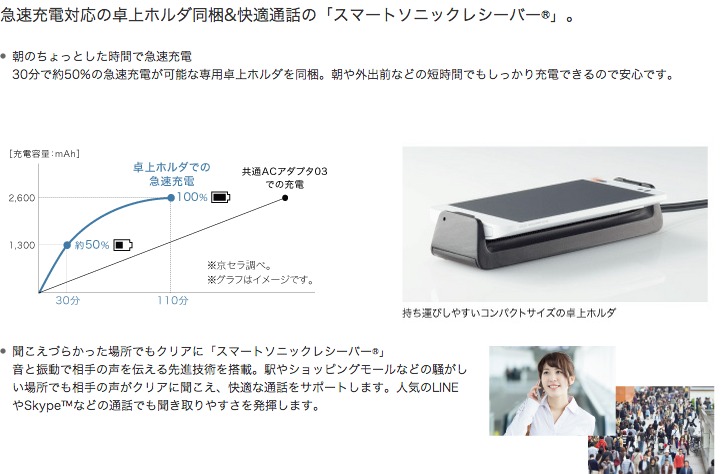 急速充電対応の卓上ホルダ同梱&快適通話の「スマートソニックレシーバー®」。
● 朝のちょっとした時間で急速充電
30分で約50%の急速充電が可能な専用卓上ホルダを同梱。朝や外出前などの短時間でもしっかり充電できるので安心です。
[充電容量:mAh]
卓上ホルダでの
急速充電
共通ACアダプタ03
での充電
2,600
100%
1,300
約50%
※京セラ調べ。
※グラフはイメージです。
30分
110分
持ち運びしやすいコンパクトサイズの卓上ホルダ
● 聞こえづらかった場所でもクリアに「スマートソニックレシーバー®」
音と振動で相手の声を伝える先進技術を搭載。駅やショッピングモールなどの騒がし
い場所でも相手の声がクリアに聞こえ、快適な通話をサポートします。人気のLINE
やSkype™などの通話でも聞き取りやすさを発揮します。